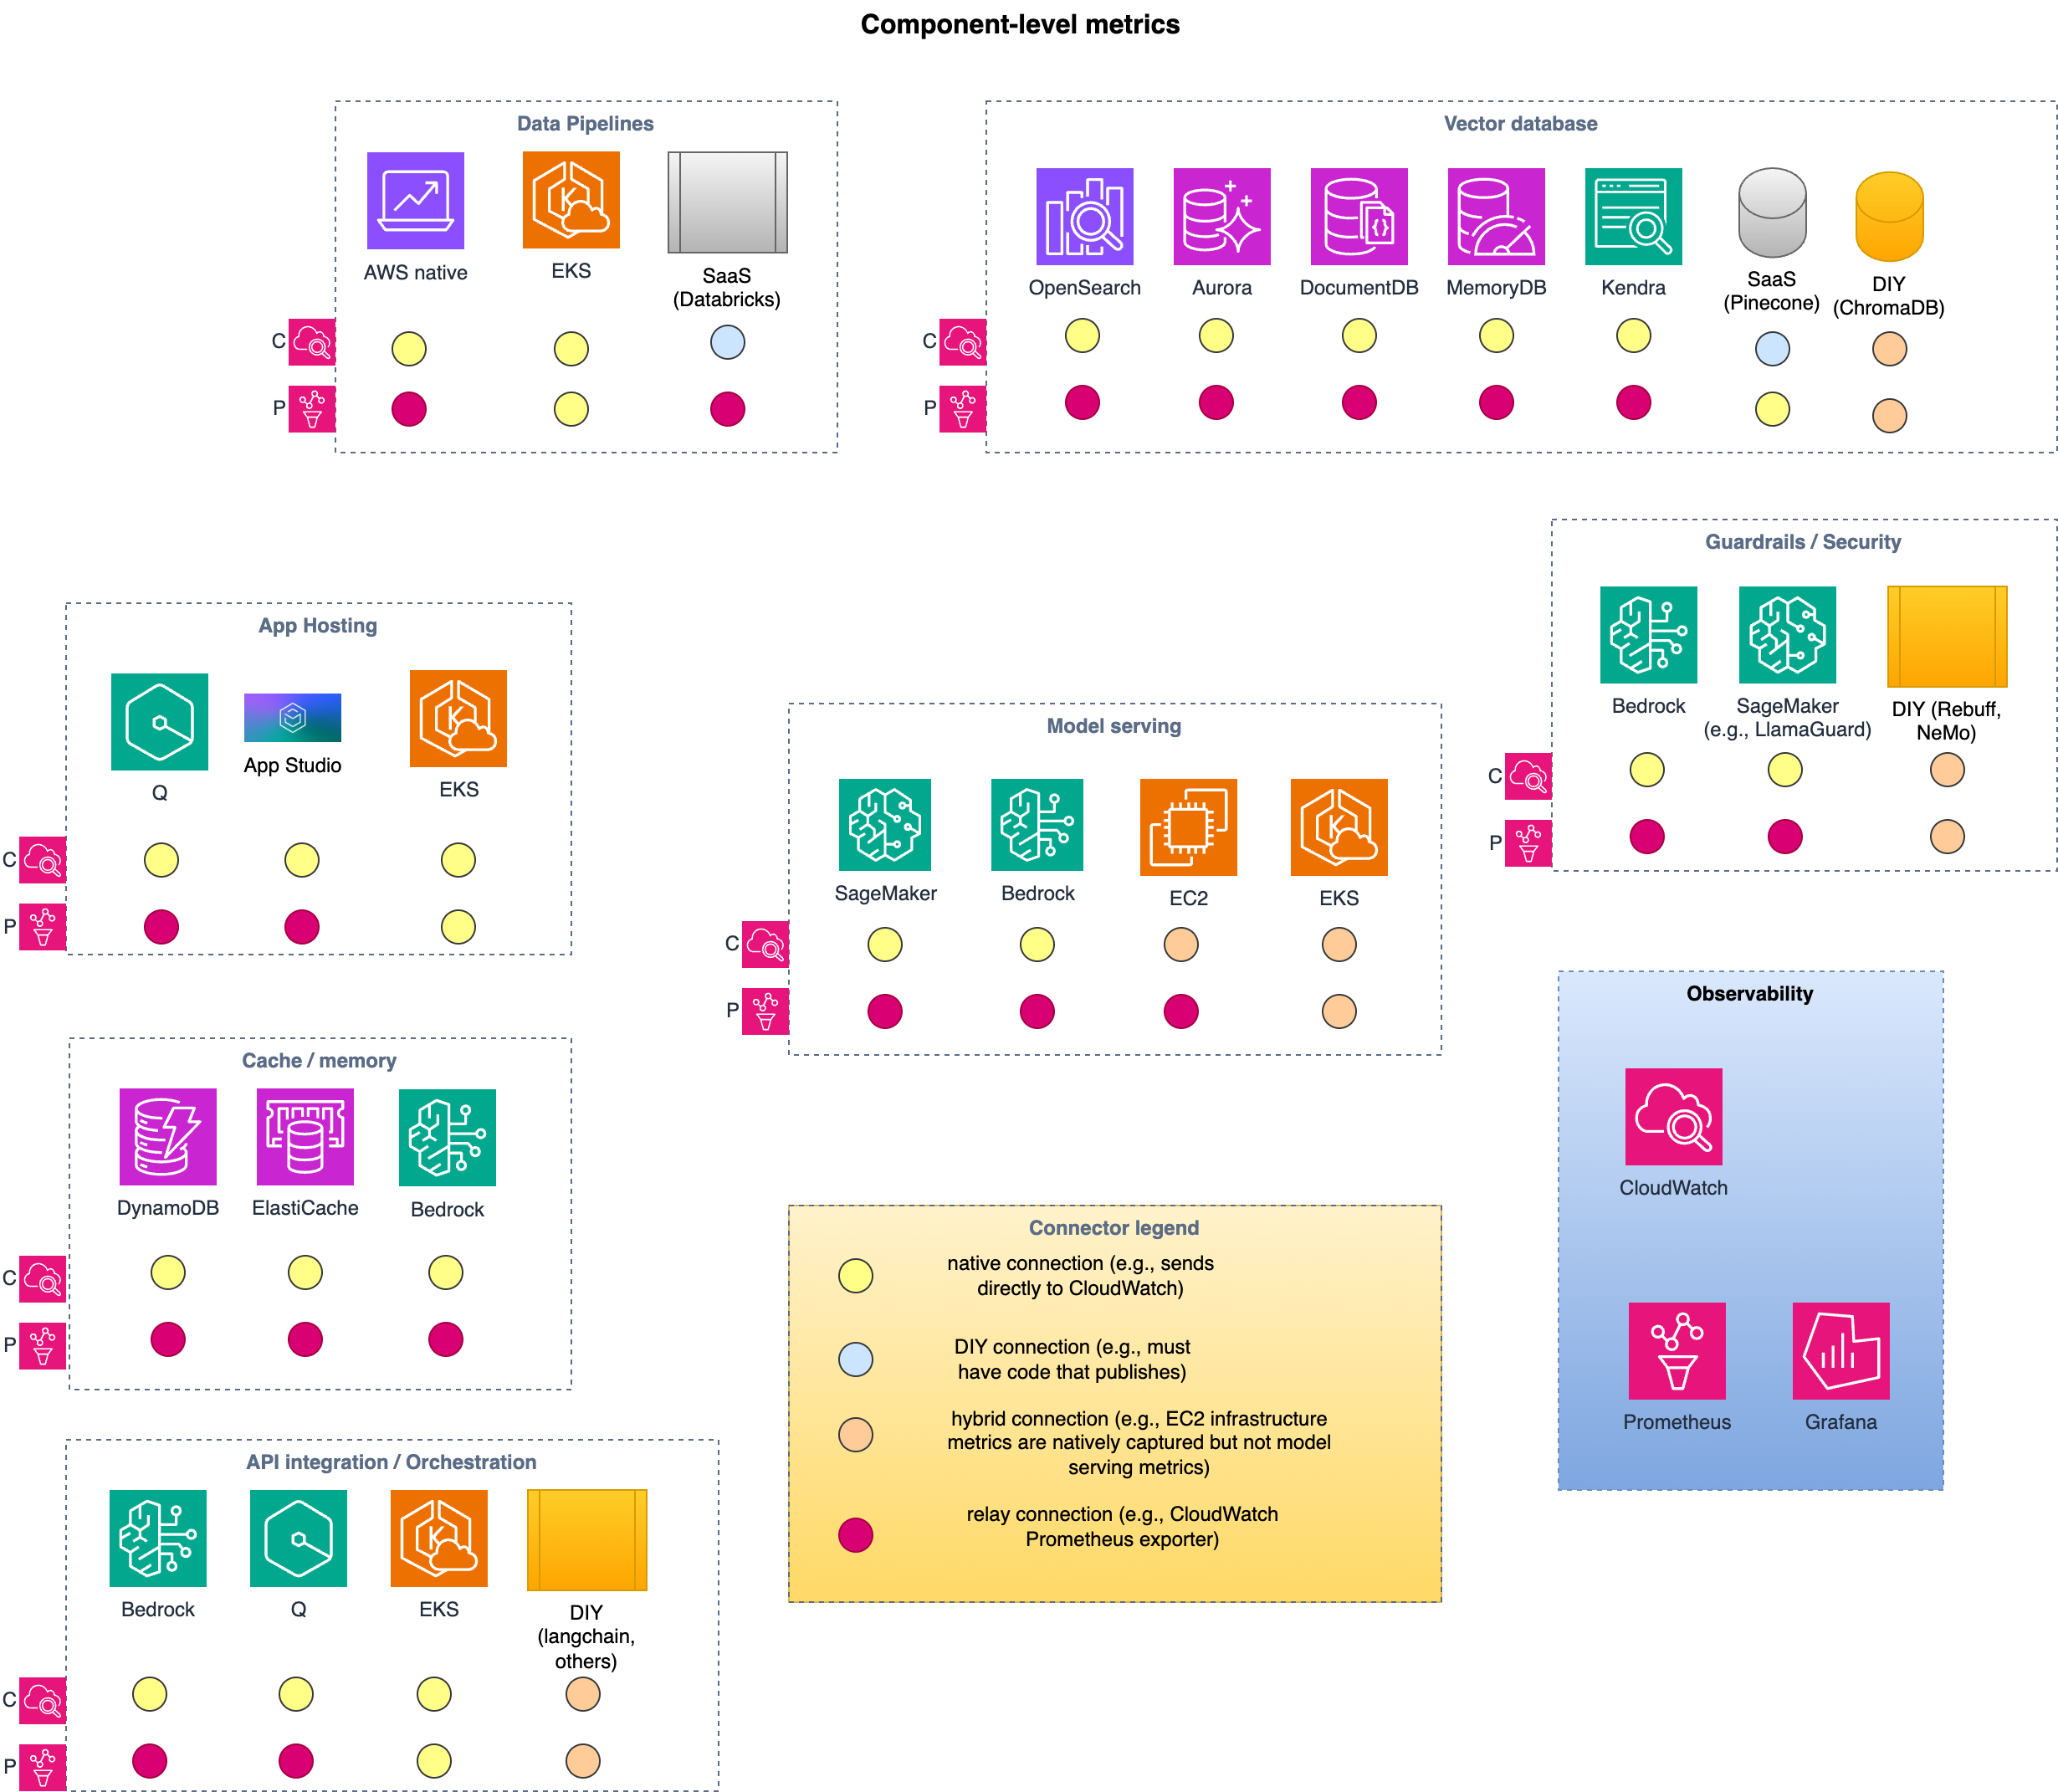 Component-level metrics
Data Pipelines
AWS native
EKS
SaaS
(Databricks)
C
P
Vector database
OpenSearch
Aurora
DocumentDB
MemoryDB
Kendra
SaaS
(Pinecone)
DIY
(ChromaDB)
C
P
Guardrails / Security
Bedrock
SageMaker
(e.g., LlamaGuard)
DIY (Rebuff,
NeMo)
C
P
App Hosting
Q
App Studio
EKS
C
P
Model serving
SageMaker
Bedrock
EC2
EKS
C
P
Observability
CloudWatch
Prometheus
Grafana
Cache / memory
DynamoDB
ElastiCache
Bedrock
C
P
Connector legend
native connection (e.g., sends
directly to CloudWatch)
DIY connection (e.g., must
have code that publishes)
hybrid connection (e.g., EC2 infrastructure
metrics are natively captured but not model
serving metrics)
relay connection (e.g., CloudWatch
Prometheus exporter)
API integration / Orchestration
Bedrock
Q
EKS
DIY
(langchain,
others)
C
P